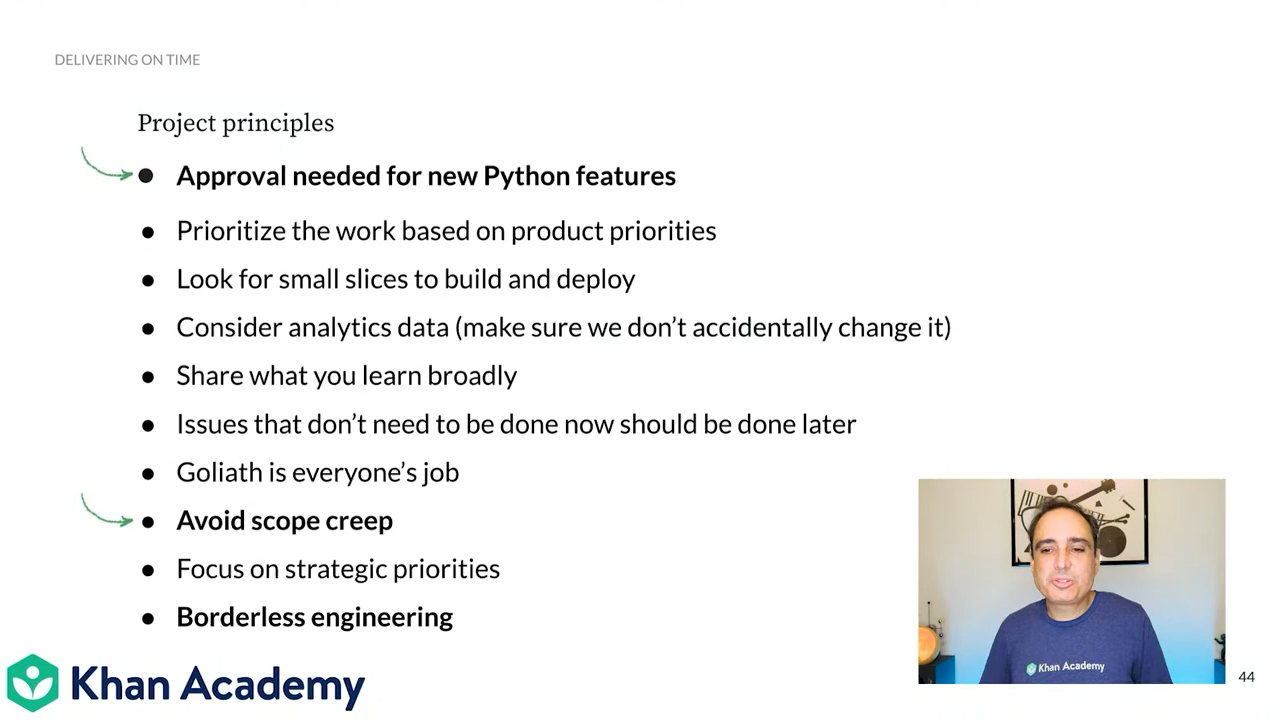 DELIVERING ON TIME
Project principles
● Approval needed for new Python features
● Prioritize the work based on product priorities
● Look for small slices to build and deploy
● Consider analytics data (make sure we don’t accidentally change it)
● Share what you learn broadly
● Issues that don’t need to be done now should be done later
● Goliath is everyone’s job
● Avoid scope creep
● Focus on strategic priorities
● Borderless engineering
Khan Academy
Khan Academy
44